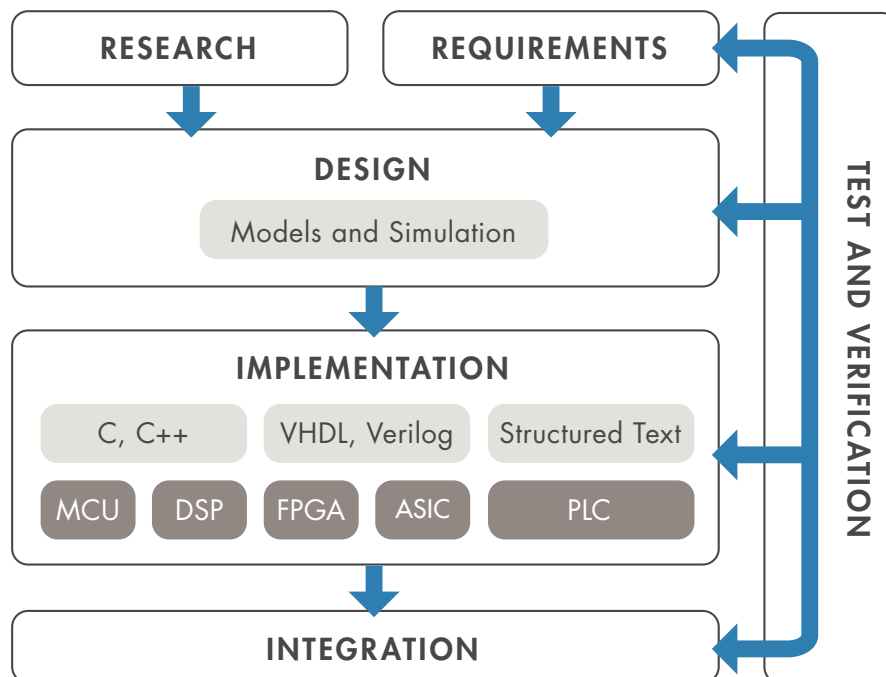 RESEARCH
REQUIREMENTS
DESIGN
Models and Simulation
IMPLEMENTATION
C, C++
VHDL, Verilog
Structured Text
MCU
DSP
FPGA
ASIC
PLC
INTEGRATION
TEST AND VERIFICATION